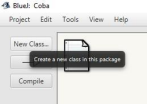 BlueJ: Coba
Project Edit Tools View Help
New Class...
Create a new class in this package
Compile